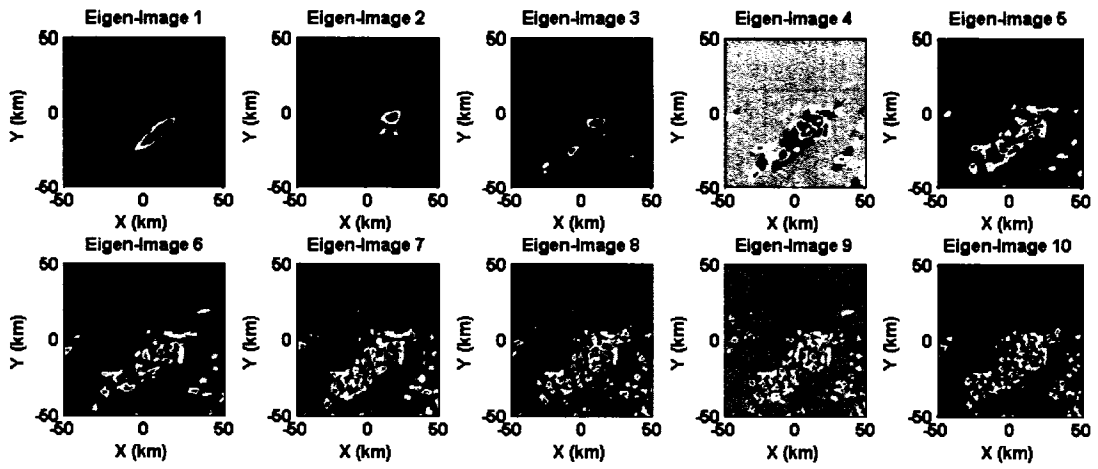 Eigen-Image 1 Eigen-Image 2 Eigen-Image 3 Eigen-Image 4 Eigen-Image 5
50 50 50 50 50
Y (km) Y (km) Y (km) Y (km) Y (km)
0 0 0 0 0
-50 -50 -50 -50 -50
-50 0 50 -50 0 50 -50 0 50 -50 0 50 -50 0 50
X (km) X (km) X (km) X (km) X (km)
Eigen-Image 6 Eigen-Image 7 Eigen-Image 8 Eigen-Image 9 Eigen-Image 10
50 50 50 50 50
Y (km) Y (km) Y (km) Y (km) Y (km)
0 0 0 0 0
-50 -50 -50 -50 -50
-50 0 50 -50 0 50 -50 0 50 -50 0 50 -50 0 50
X (km) X (km) X (km) X (km) X (km)